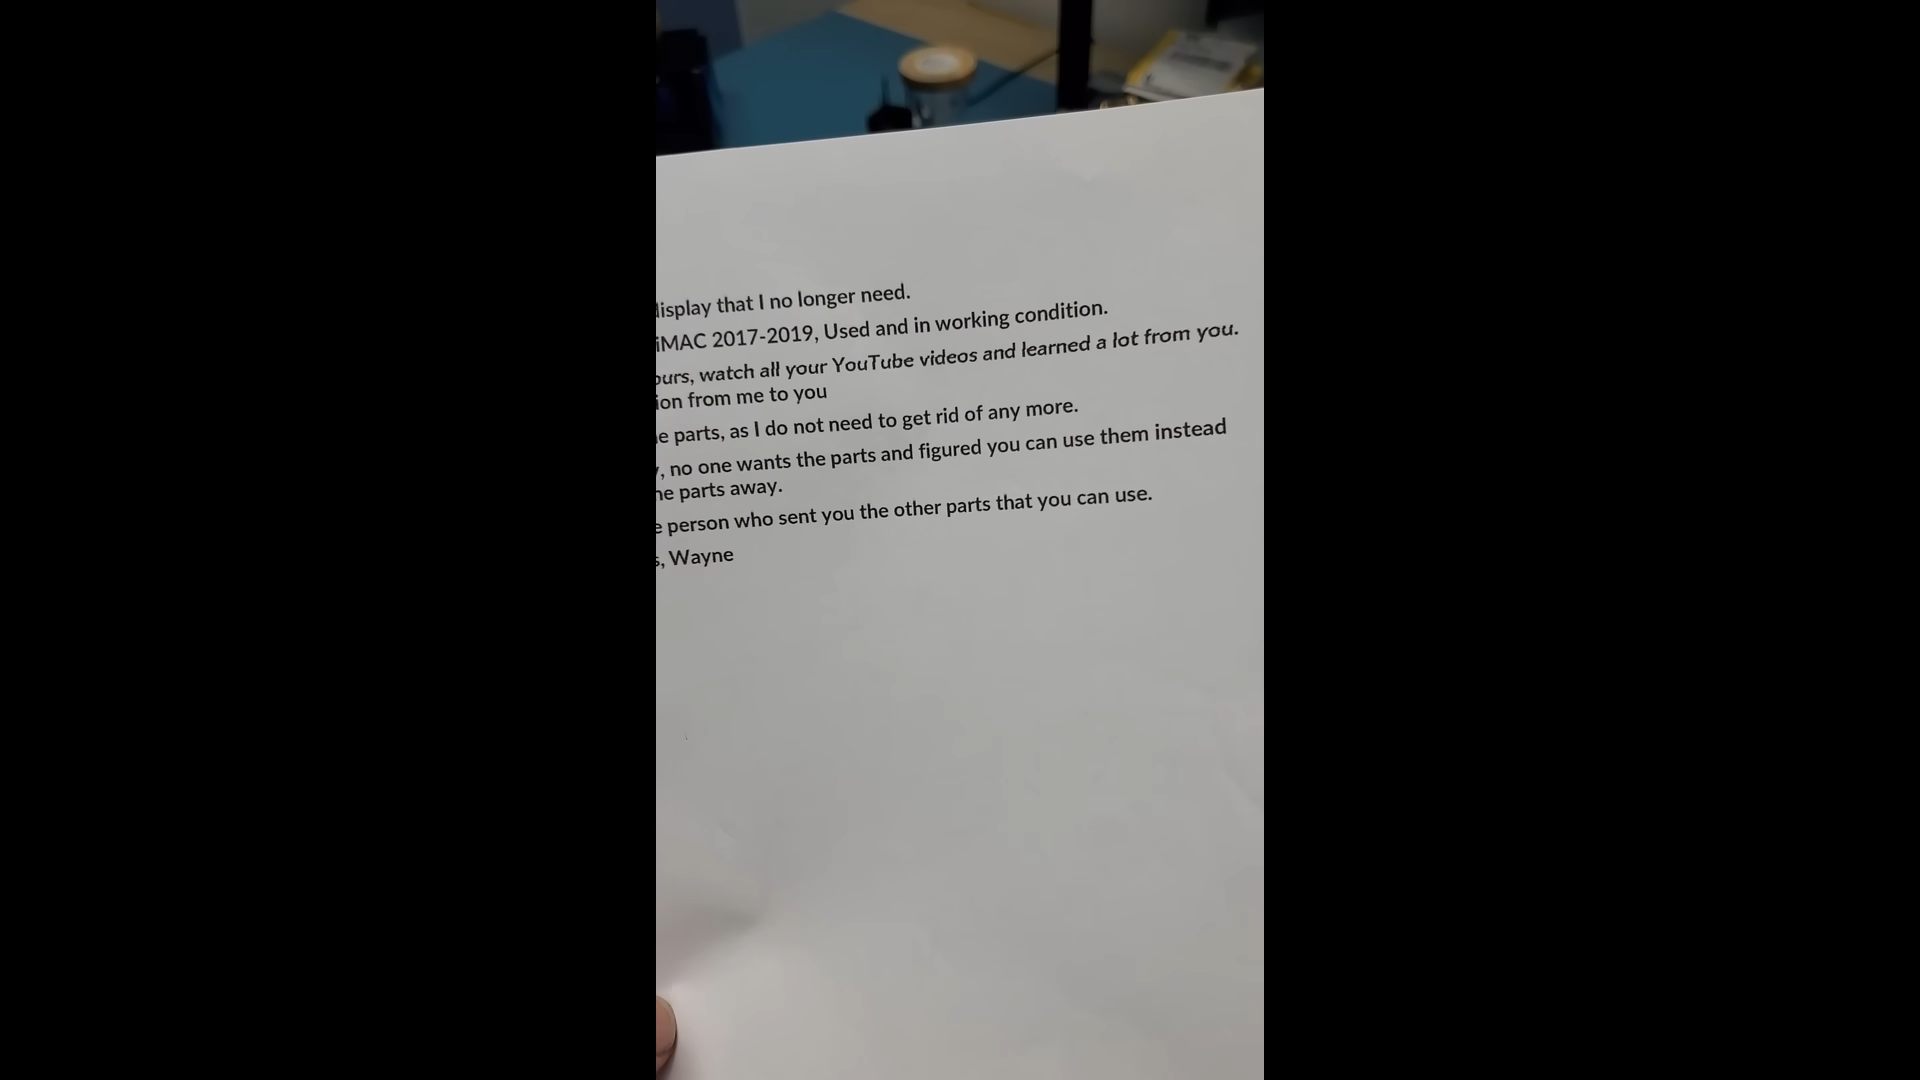 display that I no longer need.
iMAC 2017-2019, Used and in working condition.
ours, watch all your YouTube videos and learned a lot from you.
ion from me to you
e parts, as I do not need to get rid of any more.
, no one wants the parts and figured you can use them instead
he parts away.
e person who sent you the other parts that you can use.
s, Wayne